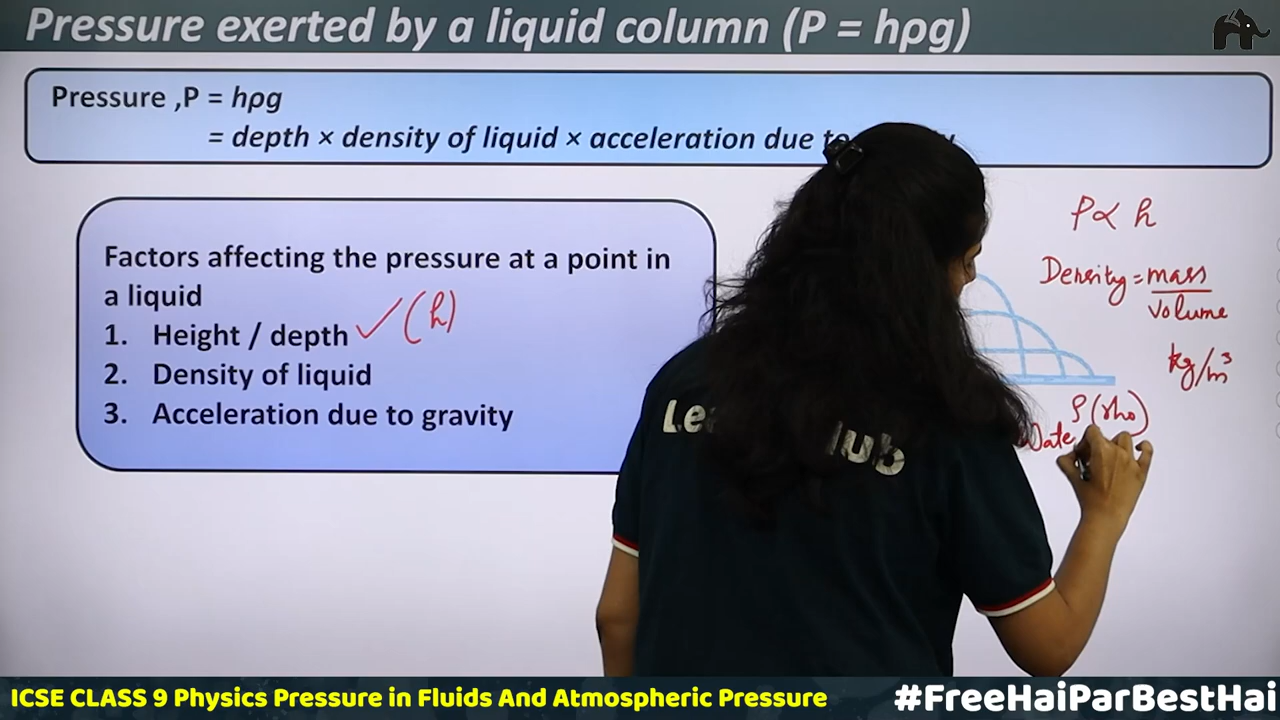 Pressure exerted by a liquid column (P = hρg)
Pressure ,P = hρg
= depth × density of liquid × acceleration due to
Factors affecting the pressure at a point in
a liquid
1. Height / depth ✓ (h)
2. Density of liquid
3. Acceleration due to gravity
P ∝ h
Density = mass
volume
kg/m³
ρ (rho)
Wate
ICSE CLASS 9 Physics Pressure in Fluids And Atmospheric Pressure
#FreeHaiParBestHai